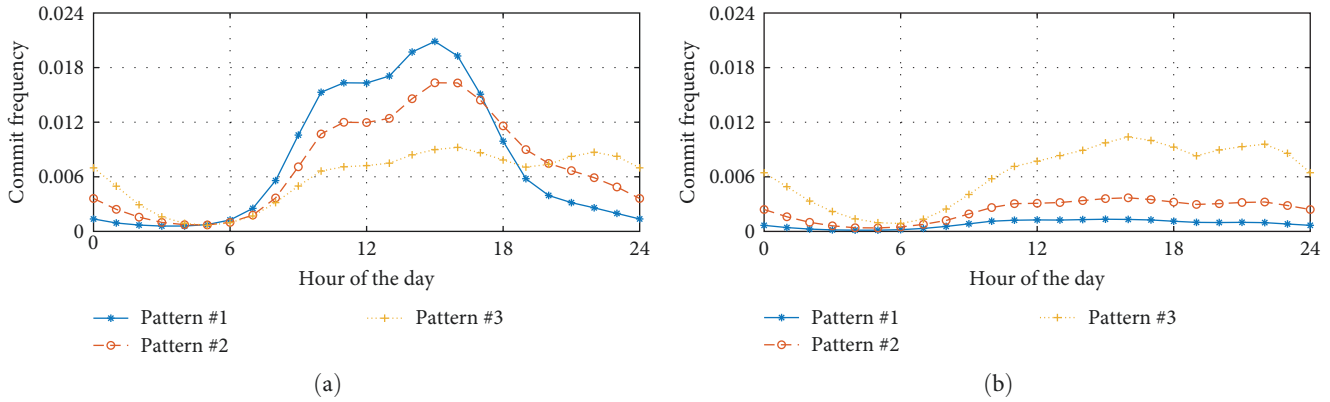 0.024
0.018
0.012
0.006
0
Commit frequency
0 6 12 18 24
Hour of the day
Pattern #1
Pattern #2
Pattern #3
(a)
0.024
0.018
0.012
0.006
0
Commit frequency
0 6 12 18 24
Hour of the day
Pattern #1
Pattern #2
Pattern #3
(b)